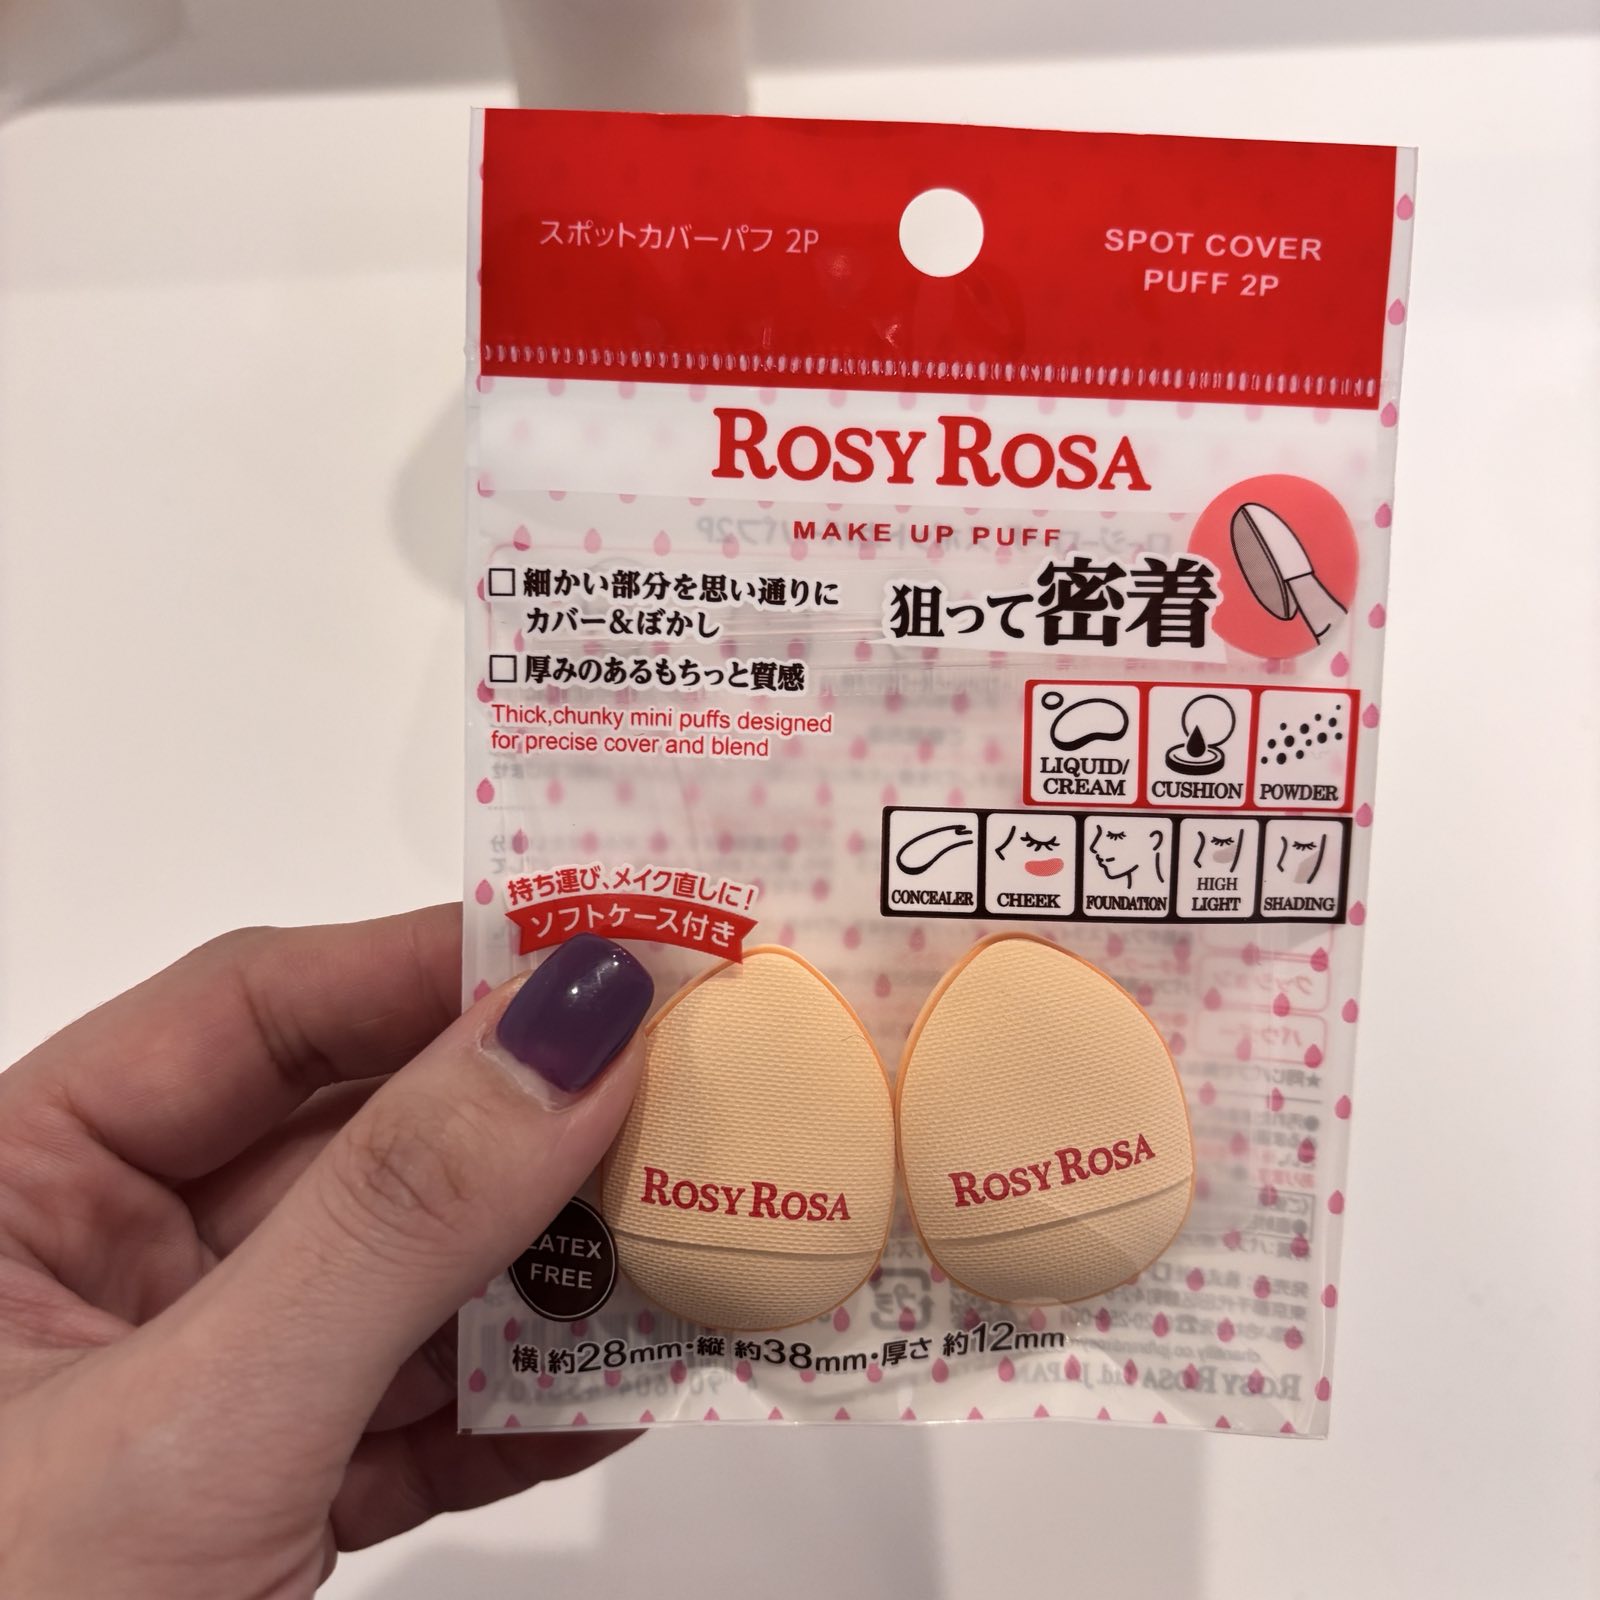 スポットカバーパフ 2P
SPOT COVER
PUFF 2P
ROSY ROSA
MAKE UP PUFF
□ 細かい部分を思い通りに
カバー&ぼかし
□ 厚みのあるもちっと質感
Thick,chunky mini puffs designed
for precise cover and blend
狙って密着
LIQUID/
CREAM
CUSHION
POWDER
CONCEALER
CHEEK
FOUNDATION
HIGH
LIGHT
SHADING
持ち運び、メイク直しに!
ソフトケース付き
ROSY ROSA
ROSY ROSA
LATEX
FREE
横 約28mm・縦 約38mm・厚さ 約12mm